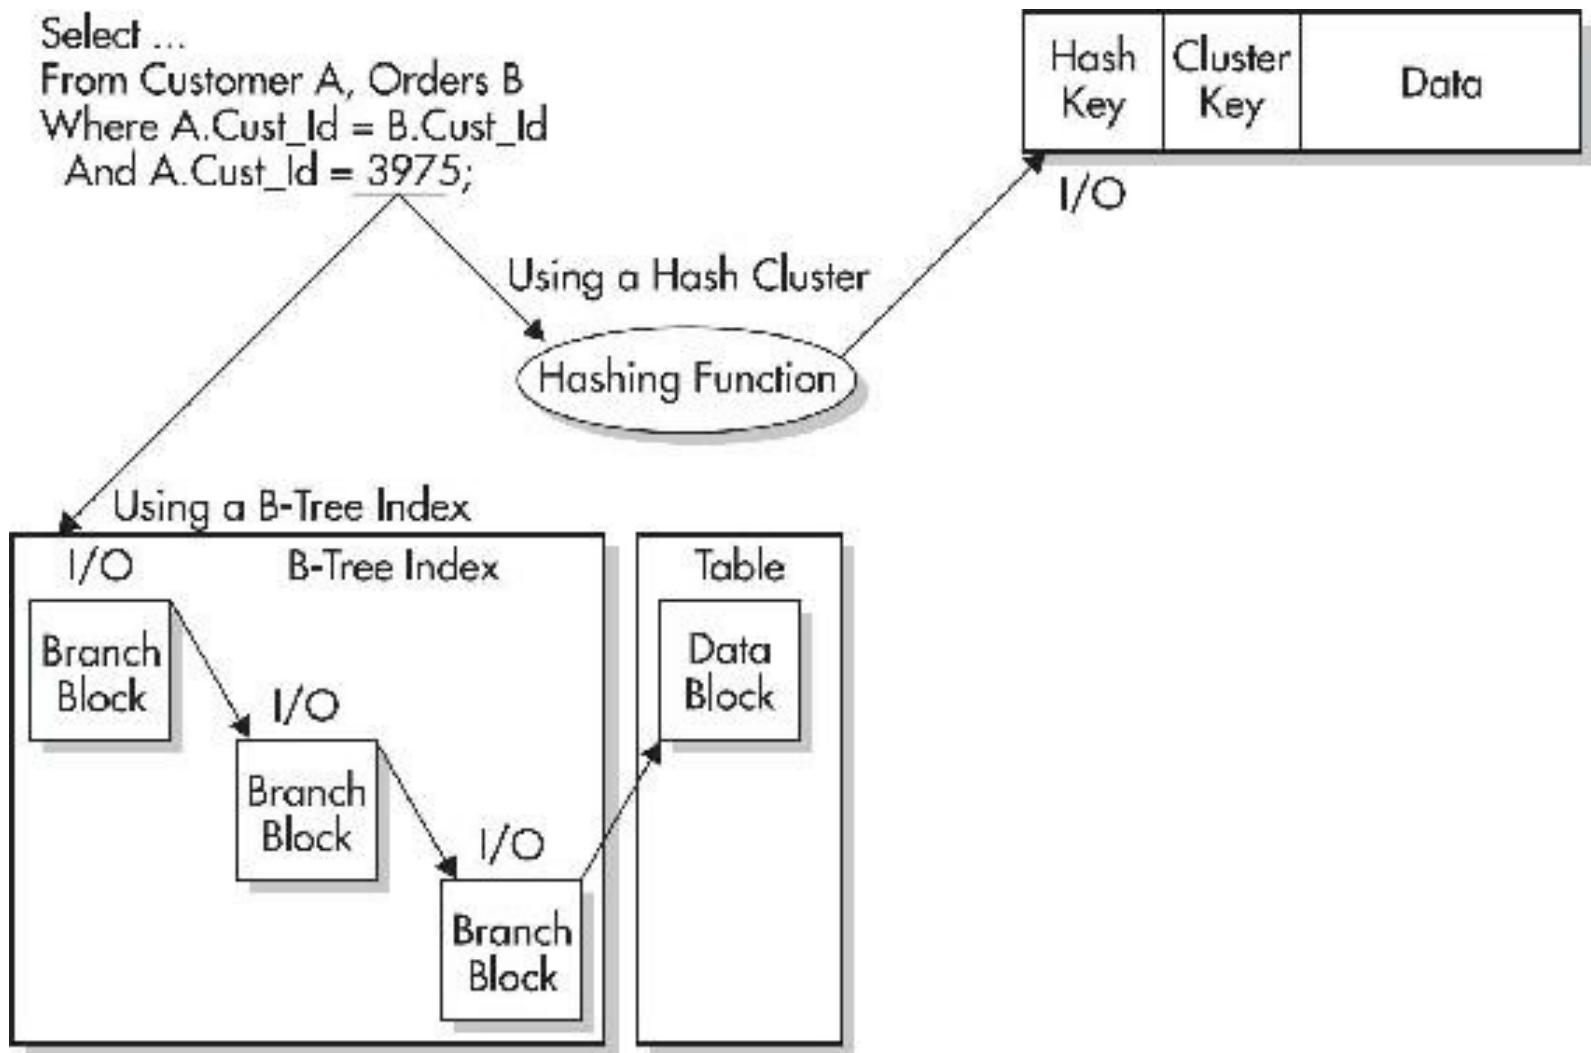 Select ...
From Customer A, Orders B
Where A.Cust_Id = B.Cust_Id
And A.Cust_Id = 3975;
Hash
Key
Cluster
Key
Data
I/O
Using a Hash Cluster
Hashing Function
Using a B-Tree Index
I/O
B-Tree Index
Branch
Block
I/O
Branch
Block
I/O
Branch
Block
Table
Data
Block